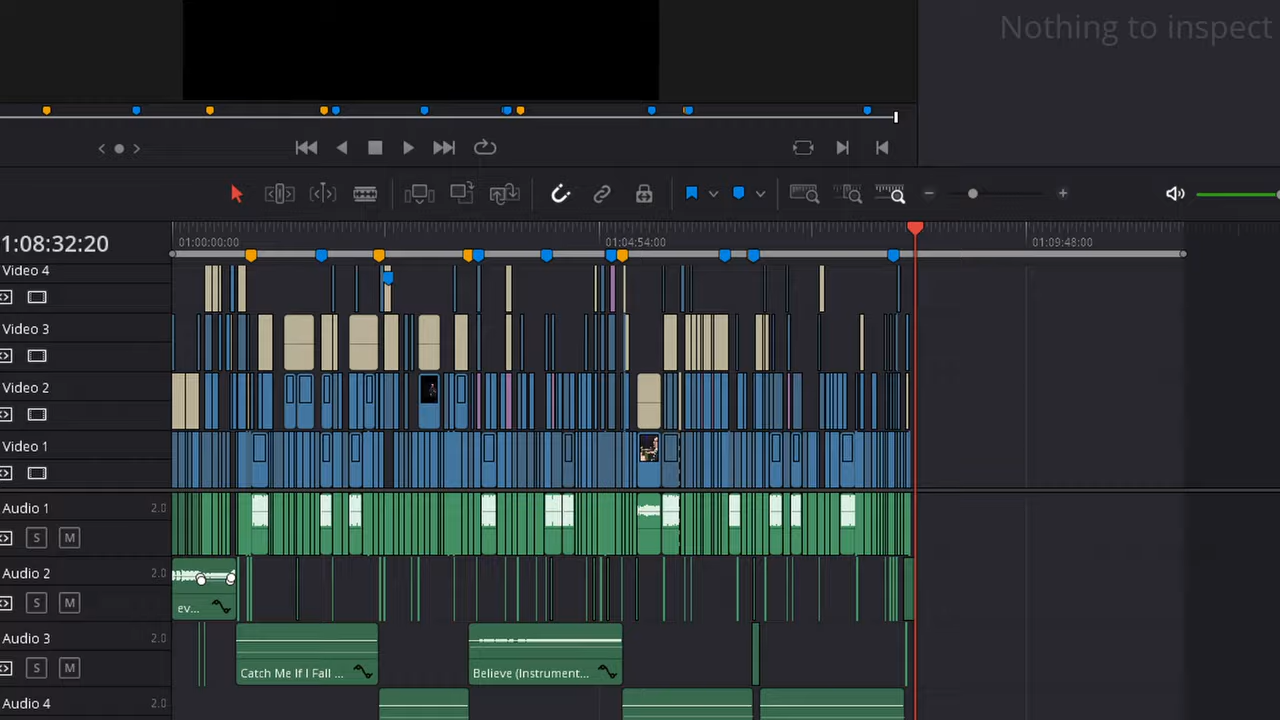 Nothing to inspect
1:08:32:20
01:00:00:00
01:04:54:00
01:09:48:00
Video 4
Video 3
Video 2
Video 1
Audio 1
2.0
S
M
Audio 2
2.0
S
M
ev...
Audio 3
2.0
S
M
Catch Me If I Fall ...
Believe (Instrument...
Audio 4
2.0